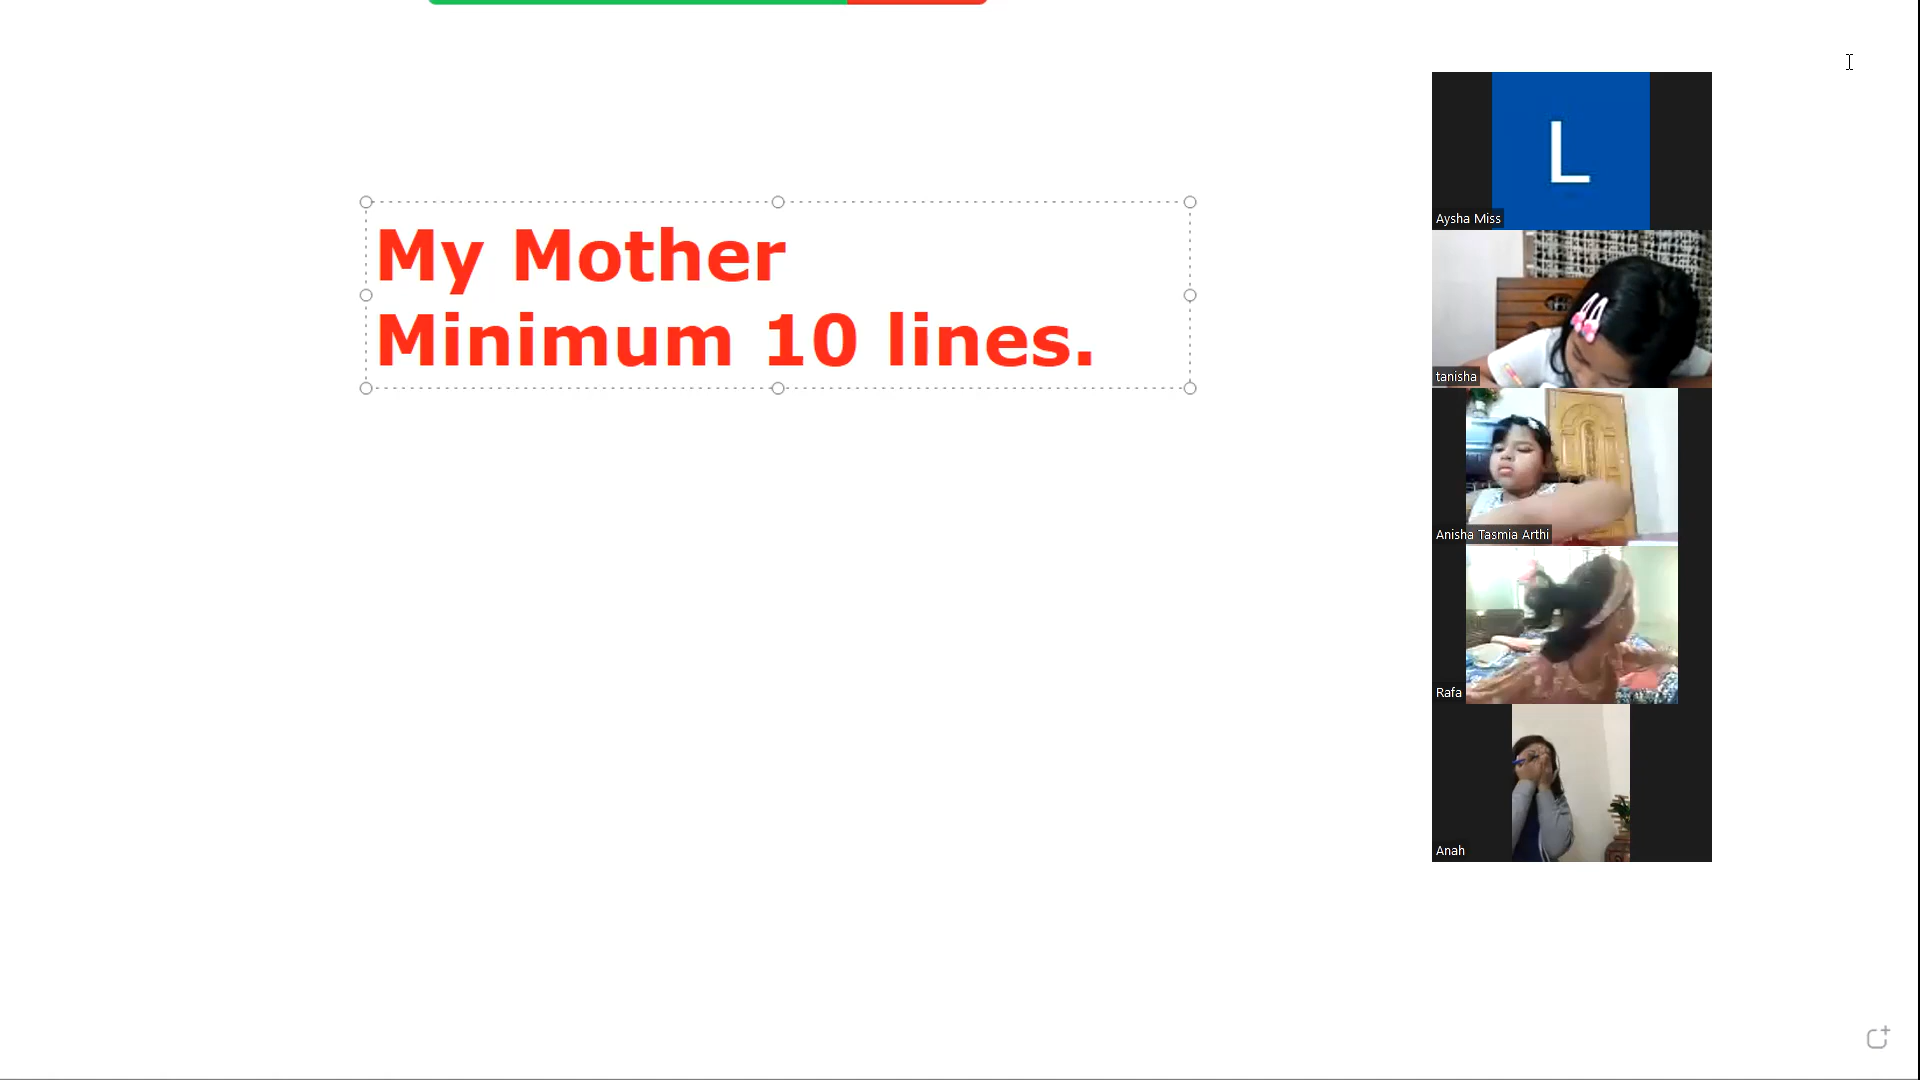 My Mother
Minimum 10 lines.
L
Aysha Miss
tanisha
Anisha Tasmia Arthi
Rafa
Anah